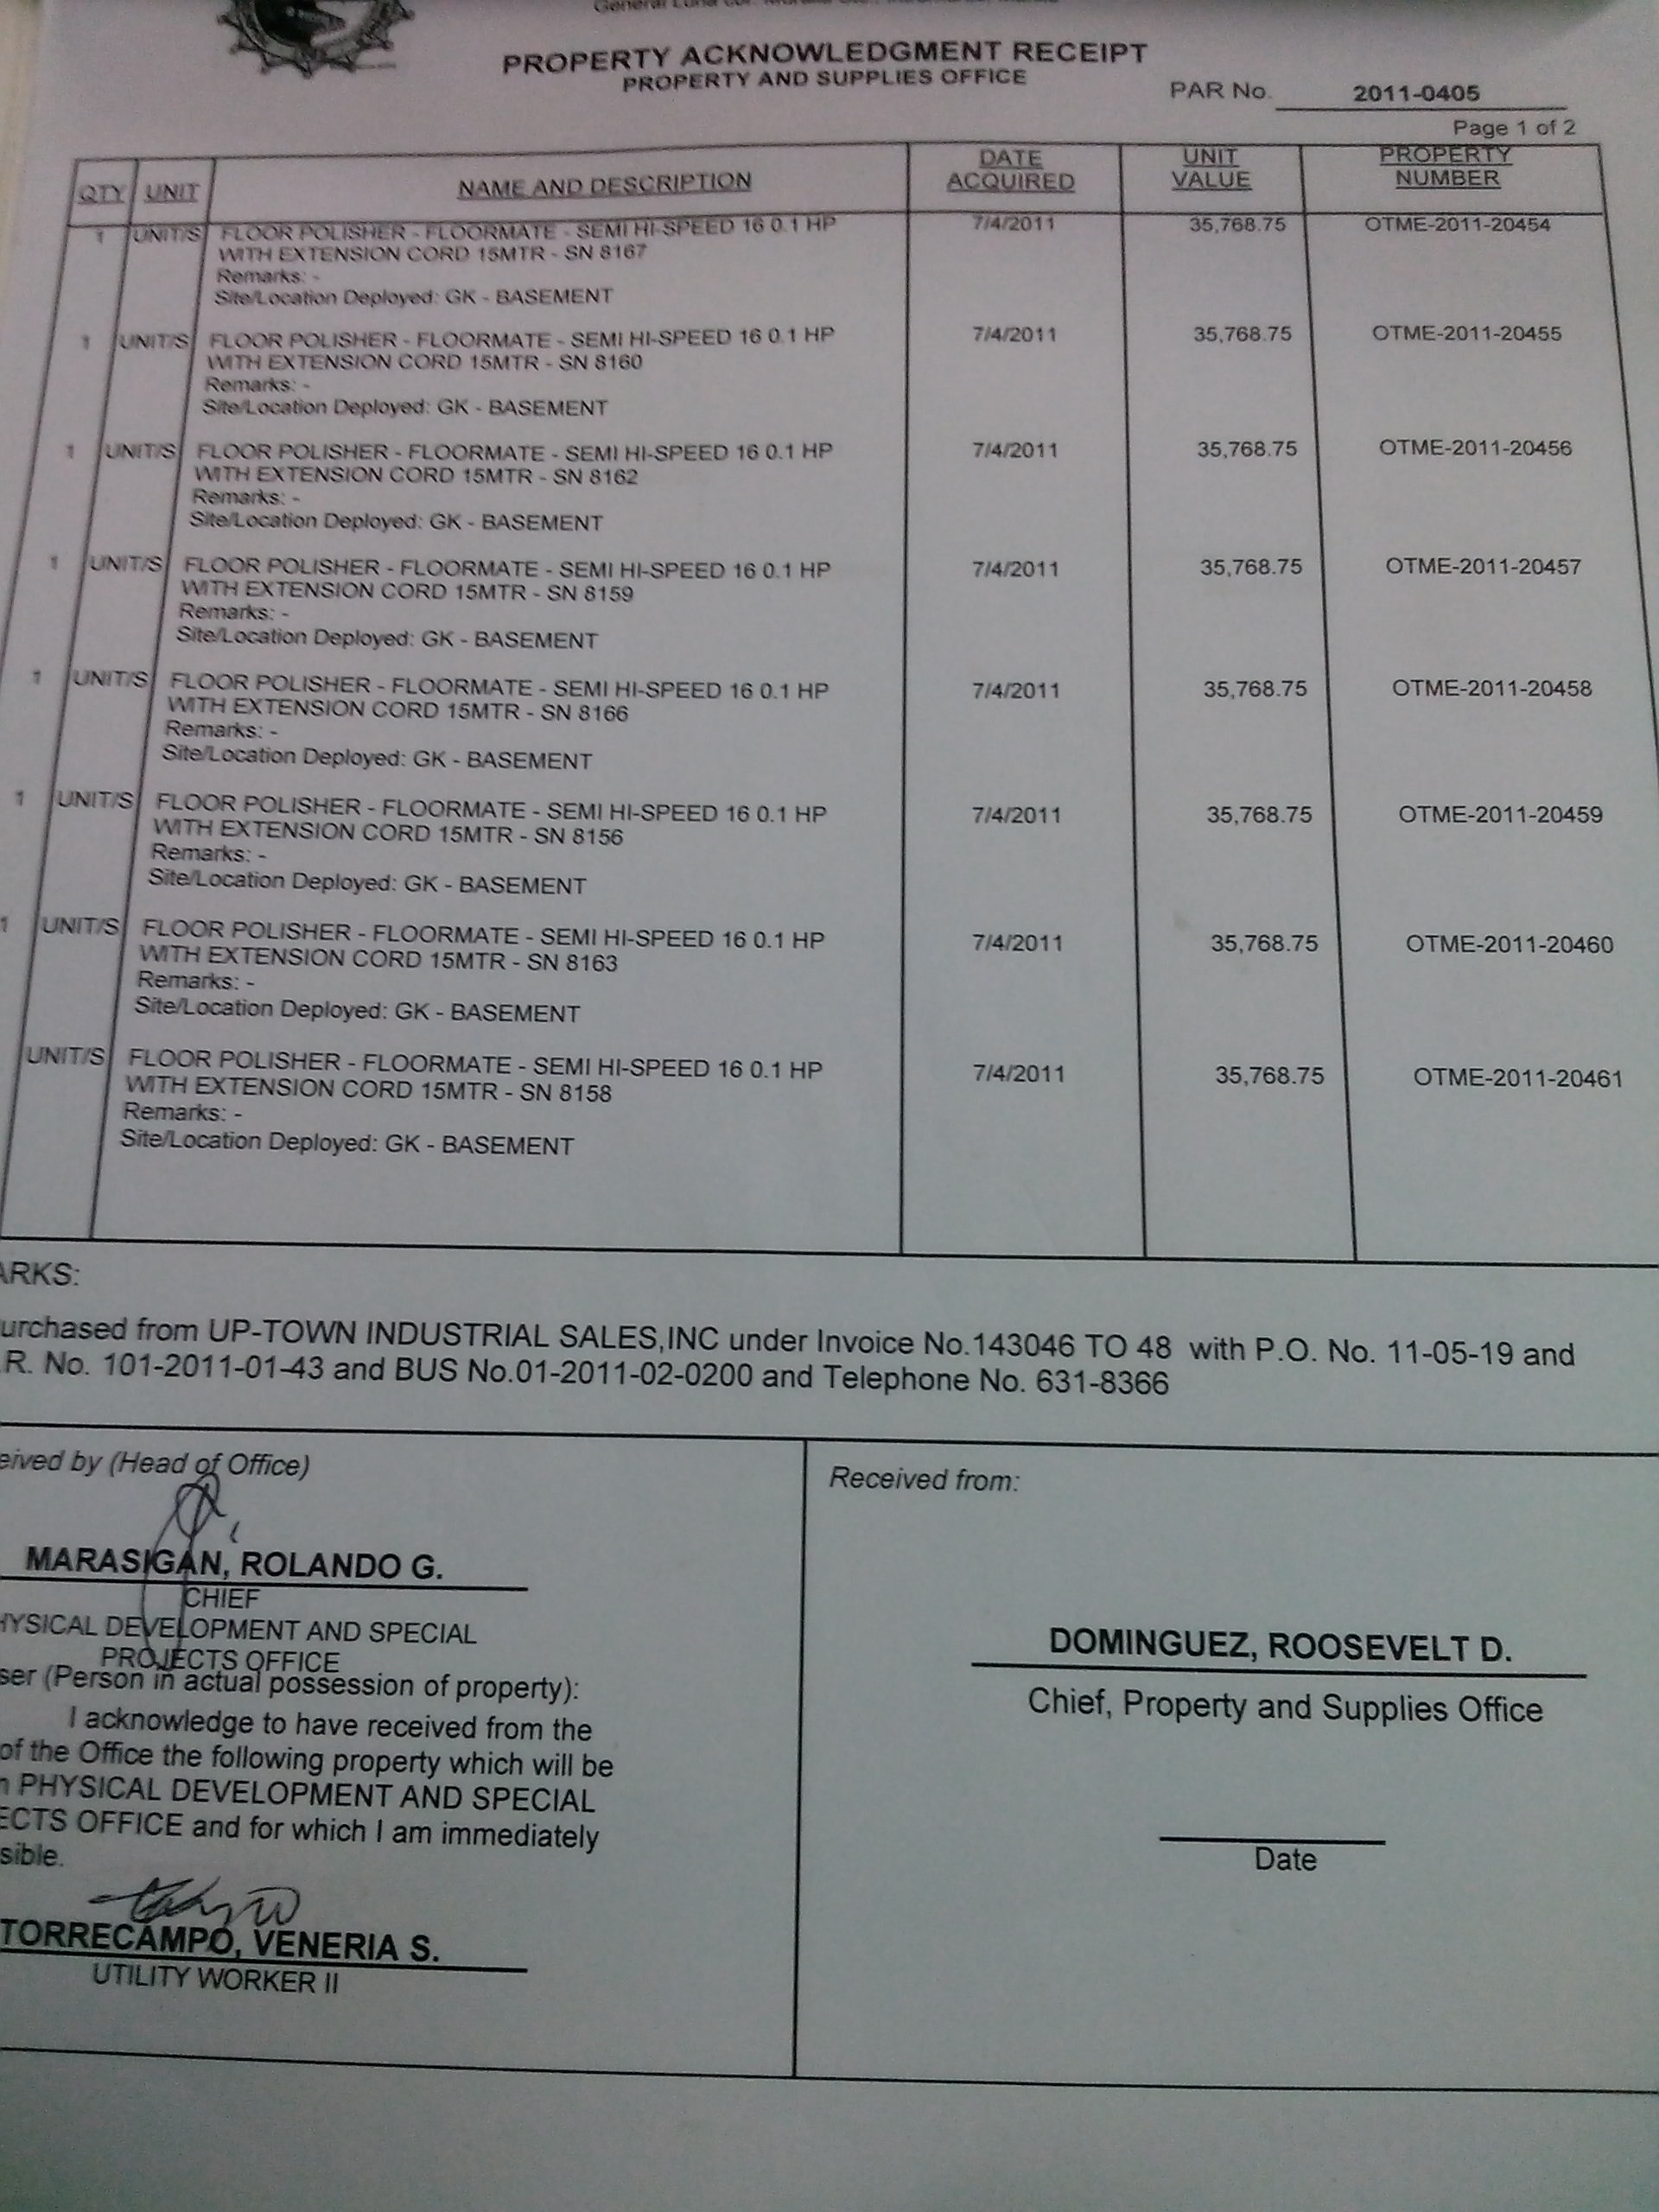 PROPERTY ACKNOWLEDGMENT RECEIPT
PROPERTY AND SUPPLIES OFFICE
PAR No. 2011-0405
Page 1 of 2
QTY UNIT NAME AND DESCRIPTION DATE ACQUIRED UNIT VALUE PROPERTY NUMBER
1 UNIT/S FLOOR POLISHER - FLOORMATE - SEMI HI-SPEED 16 0.1 HP 7/4/2011 35,768.75 OTME-2011-20454
WITH EXTENSION CORD 15MTR - SN 8167
Remarks: -
Site/Location Deployed: GK - BASEMENT
1 UNIT/S FLOOR POLISHER - FLOORMATE - SEMI HI-SPEED 16 0.1 HP 7/4/2011 35,768.75 OTME-2011-20455
WITH EXTENSION CORD 15MTR - SN 8160
Remarks: -
Site/Location Deployed: GK - BASEMENT
1 UNIT/S FLOOR POLISHER - FLOORMATE - SEMI HI-SPEED 16 0.1 HP 7/4/2011 35,768.75 OTME-2011-20456
WITH EXTENSION CORD 15MTR - SN 8162
Remarks: -
Site/Location Deployed: GK - BASEMENT
1 UNIT/S FLOOR POLISHER - FLOORMATE - SEMI HI-SPEED 16 0.1 HP 7/4/2011 35,768.75 OTME-2011-20457
WITH EXTENSION CORD 15MTR - SN 8159
Remarks: -
Site/Location Deployed: GK - BASEMENT
1 UNIT/S FLOOR POLISHER - FLOORMATE - SEMI HI-SPEED 16 0.1 HP 7/4/2011 35,768.75 OTME-2011-20458
WITH EXTENSION CORD 15MTR - SN 8166
Remarks: -
Site/Location Deployed: GK - BASEMENT
1 UNIT/S FLOOR POLISHER - FLOORMATE - SEMI HI-SPEED 16 0.1 HP 7/4/2011 35,768.75 OTME-2011-20459
WITH EXTENSION CORD 15MTR - SN 8156
Remarks: -
Site/Location Deployed: GK - BASEMENT
1 UNIT/S FLOOR POLISHER - FLOORMATE - SEMI HI-SPEED 16 0.1 HP 7/4/2011 35,768.75 OTME-2011-20460
WITH EXTENSION CORD 15MTR - SN 8163
Remarks: -
Site/Location Deployed: GK - BASEMENT
UNIT/S FLOOR POLISHER - FLOORMATE - SEMI HI-SPEED 16 0.1 HP 7/4/2011 35,768.75 OTME-2011-20461
WITH EXTENSION CORD 15MTR - SN 8158
Remarks: -
Site/Location Deployed: GK - BASEMENT
ARKS:
urchased from UP-TOWN INDUSTRIAL SALES,INC under Invoice No.143046 TO 48 with P.O. No. 11-05-19 and
.R. No. 101-2011-01-43 and BUS No.01-2011-02-0200 and Telephone No. 631-8366
eived by (Head of Office)
MARASIGAN, ROLANDO G.
CHIEF
HYSICAL DEVELOPMENT AND SPECIAL
PROJECTS OFFICE
ser (Person in actual possession of property):
I acknowledge to have received from the
of the Office the following property which will be
n PHYSICAL DEVELOPMENT AND SPECIAL
ECTS OFFICE and for which I am immediately
sible.
TORRECAMPO, VENERIA S.
UTILITY WORKER II
Received from:
DOMINGUEZ, ROOSEVELT D.
Chief, Property and Supplies Office
Date